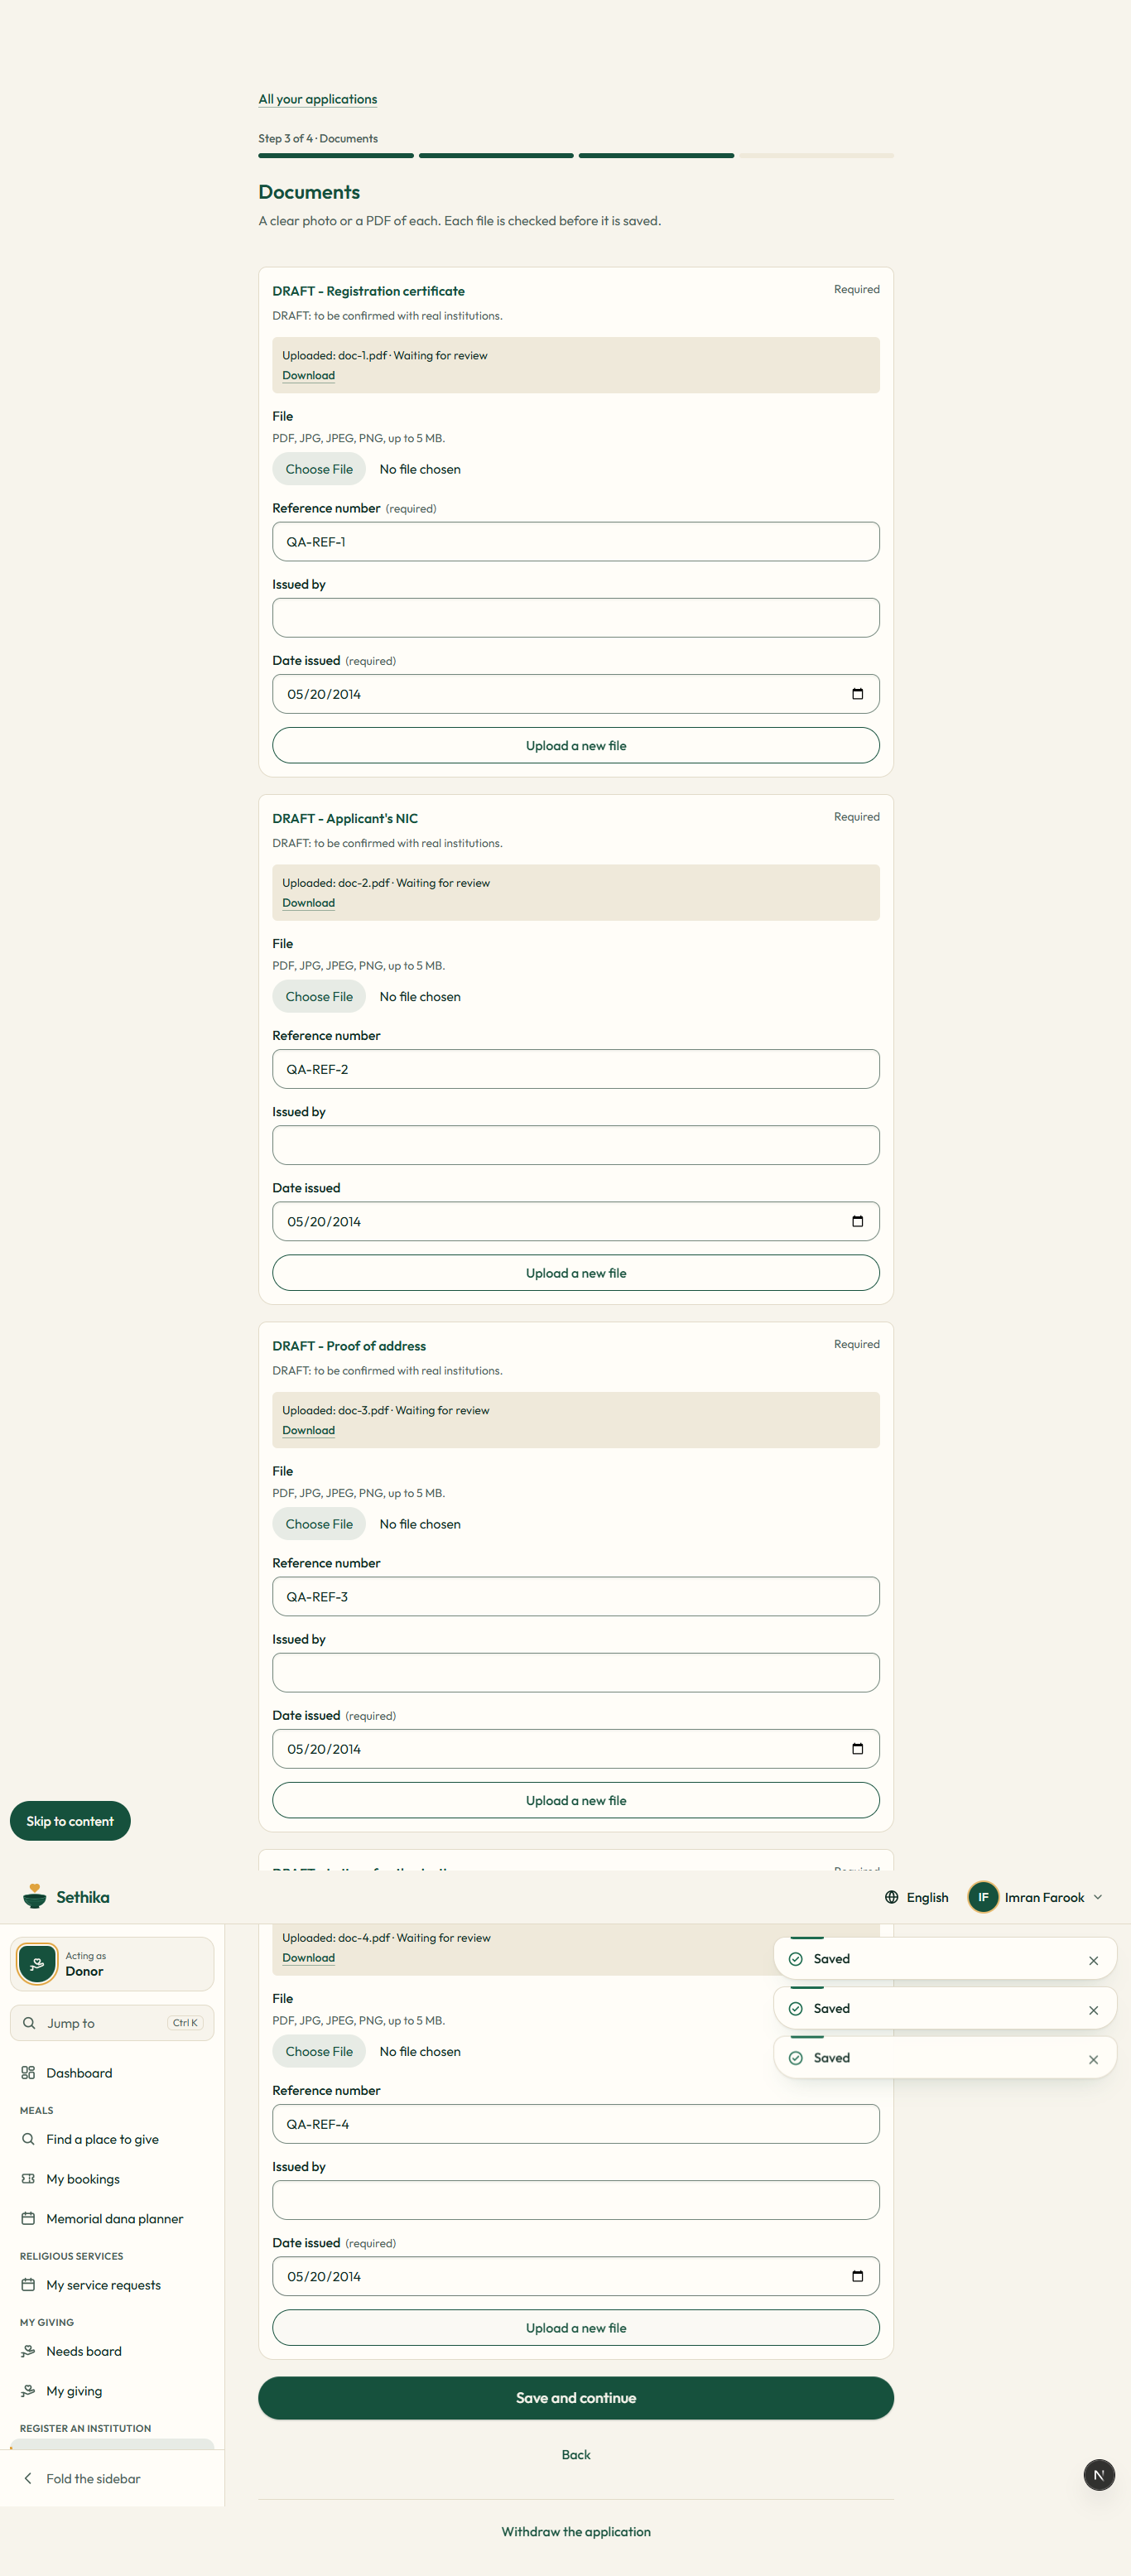 All your applications
Step 3 of 4 · Documents
Documents
A clear photo or a PDF of each. Each file is checked before it is saved.
DRAFT - Registration certificate
Required
DRAFT: to be confirmed with real institutions.
Uploaded: doc-1.pdf · Waiting for review
Download
File
PDF, JPG, JPEG, PNG, up to 5 MB.
Choose File No file chosen
Reference number (required)
QA-REF-1
Issued by
Date issued (required)
05/20/2014
Upload a new file
DRAFT - Applicant's NIC
Required
DRAFT: to be confirmed with real institutions.
Uploaded: doc-2.pdf · Waiting for review
Download
File
PDF, JPG, JPEG, PNG, up to 5 MB.
Choose File No file chosen
Reference number
QA-REF-2
Issued by
Date issued
05/20/2014
Upload a new file
DRAFT - Proof of address
Required
DRAFT: to be confirmed with real institutions.
Uploaded: doc-3.pdf · Waiting for review
Download
File
PDF, JPG, JPEG, PNG, up to 5 MB.
Choose File No file chosen
Reference number
QA-REF-3
Issued by
Date issued (required)
05/20/2014
Upload a new file
Skip to content
Sethika
English
IF Imran Farook
Acting as
Donor
Jump to Ctrl K
Dashboard
MEALS
Find a place to give
My bookings
Memorial dana planner
RELIGIOUS SERVICES
My service requests
MY GIVING
Needs board
My giving
REGISTER AN INSTITUTION
Fold the sidebar
Uploaded: doc-4.pdf · Waiting for review
Download
File
PDF, JPG, JPEG, PNG, up to 5 MB.
Choose File No file chosen
Reference number
QA-REF-4
Issued by
Date issued (required)
05/20/2014
Upload a new file
Saved
Saved
Saved
Save and continue
Back
N
Withdraw the application